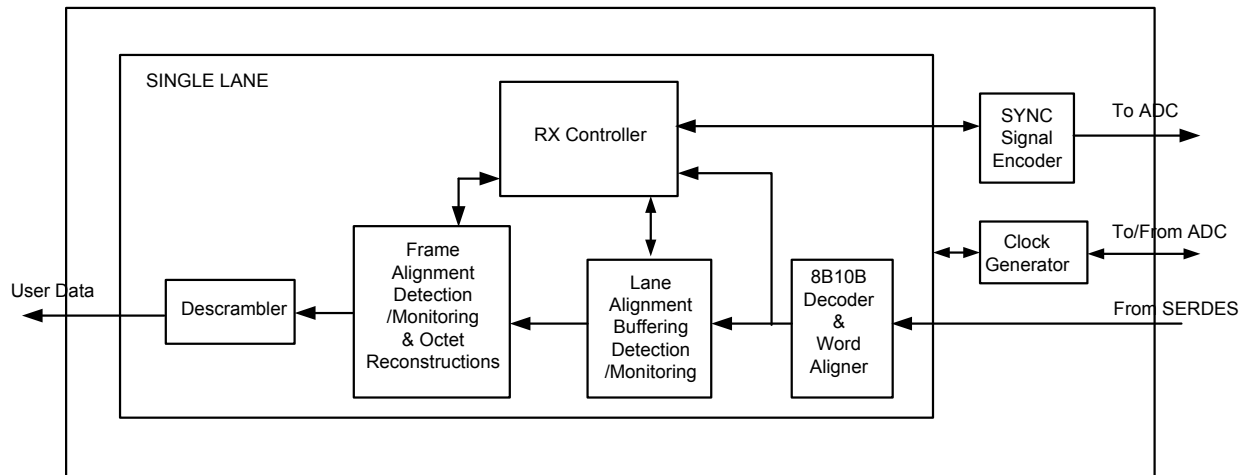 SINGLE LANE
RX Controller
SYNC
Signal
Encoder
To ADC
Clock
Generator
To/From ADC
From SERDES
8B10B
Decoder
&
Word
Aligner
Lane
Alignment
Buffering
Detection
/Monitoring
Frame
Alignment
Detection
/Monitoring
& Octet
Reconstructions
Descrambler
User Data